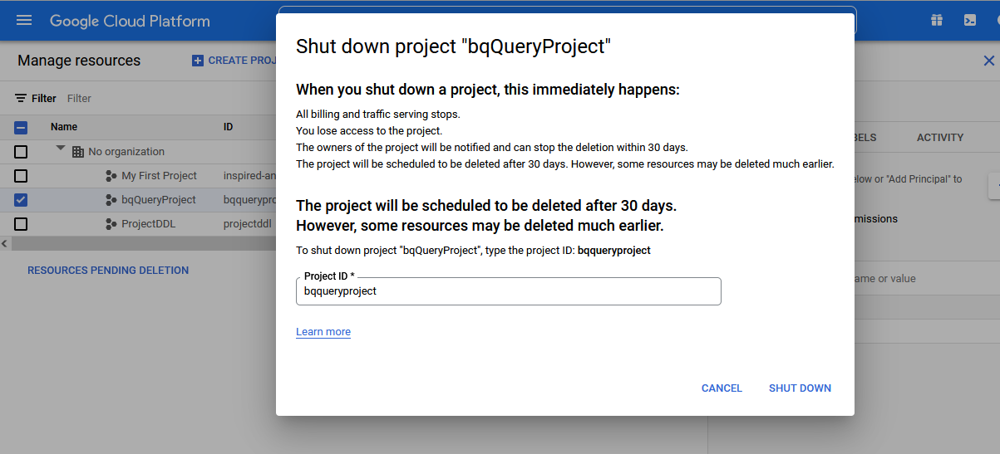 Google Cloud Platform
Manage resources
CREATE PROJ
Filter Filter
Name ID
No organization
My First Project inspired-an
bqQueryProject bqquerypro
ProjectDDL projectddl
RESOURCES PENDING DELETION
Shut down project "bqQueryProject"
When you shut down a project, this immediately happens:
All billing and traffic serving stops.
You lose access to the project.
The owners of the project will be notified and can stop the deletion within 30 days.
The project will be scheduled to be deleted after 30 days. However, some resources may be deleted much earlier.
The project will be scheduled to be deleted after 30 days.
However, some resources may be deleted much earlier.
To shut down project "bqQueryProject", type the project ID: bqqueryproject
Project ID *
bqqueryproject
Learn more
CANCEL SHUT DOWN
BELS ACTIVITY
elow or "Add Principal" to
missions
ame or value